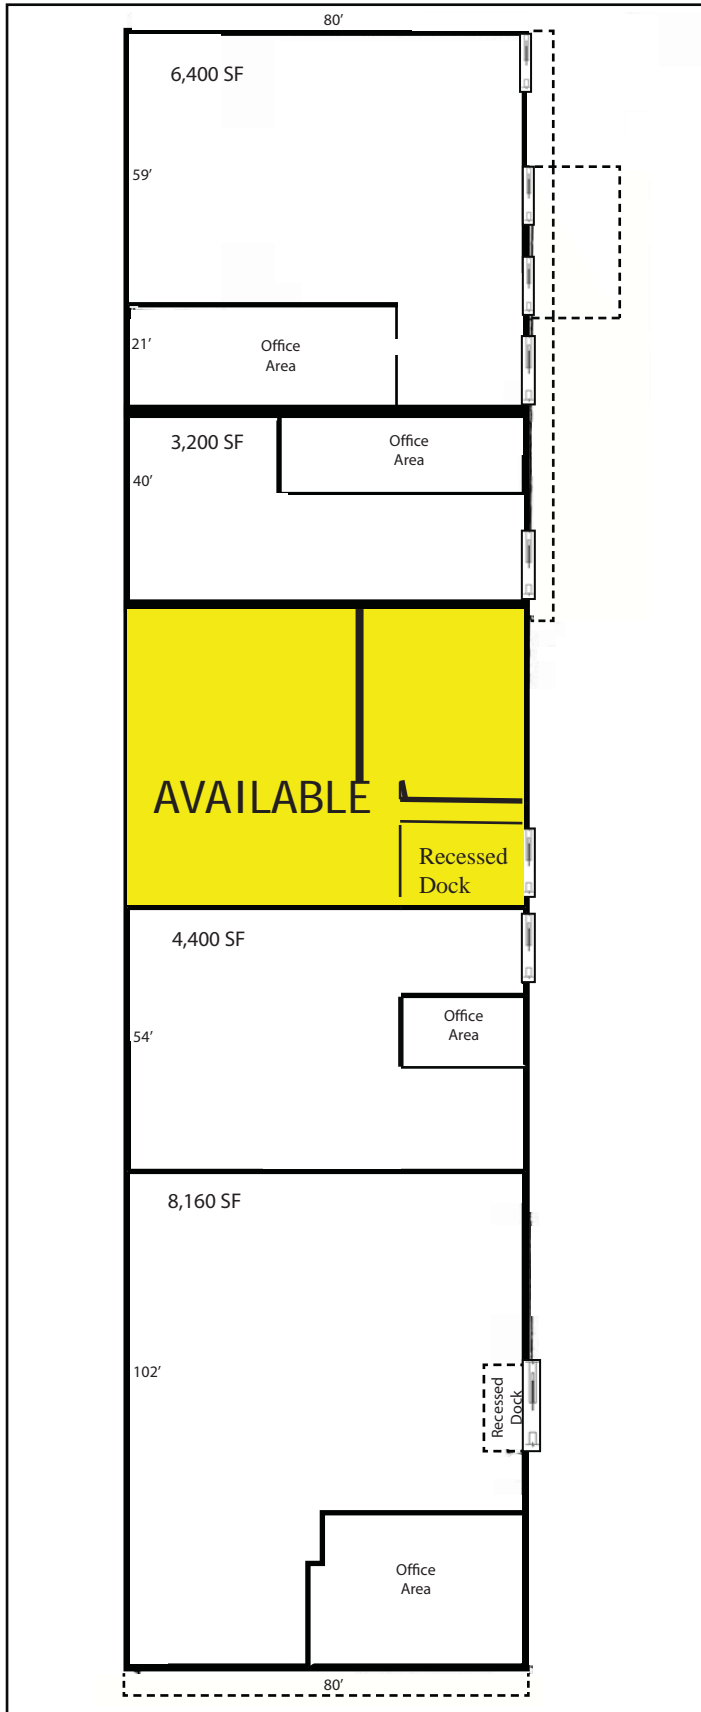 80’
6,400 SF
59’
21’
Office
Area
3,200 SF
Office
Area
40’
AVAILABLE
Recessed
Dock
4,400 SF
Office
Area
54’
8,160 SF
102’
Recessed
Dock
Office
Area
80’